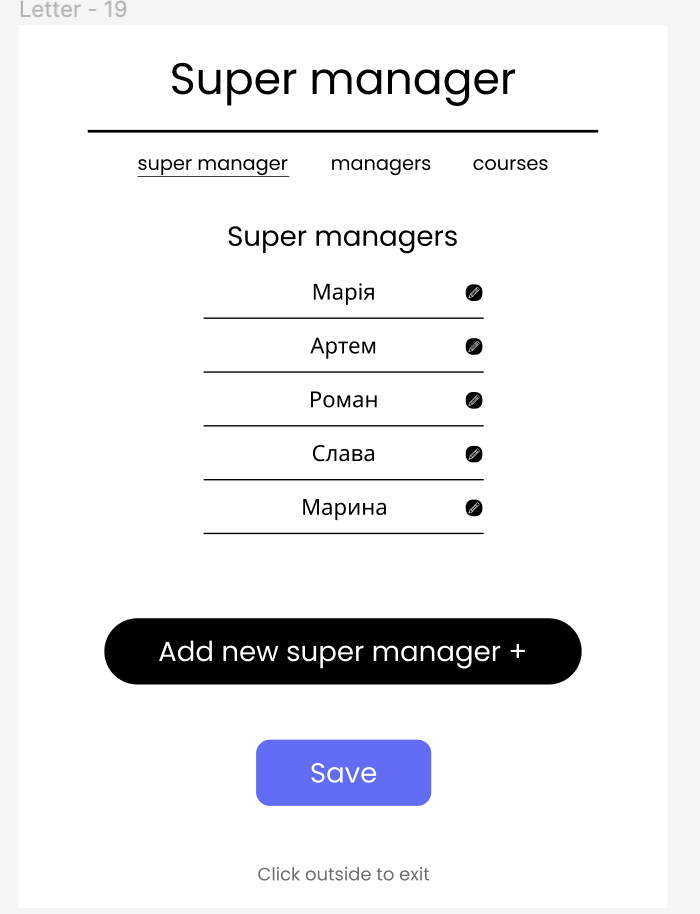 Letter - 19
Super manager
super manager managers courses
Super managers
Марія
Артем
Роман
Слава
Марина
Add new super manager +
Save
Click outside to exit